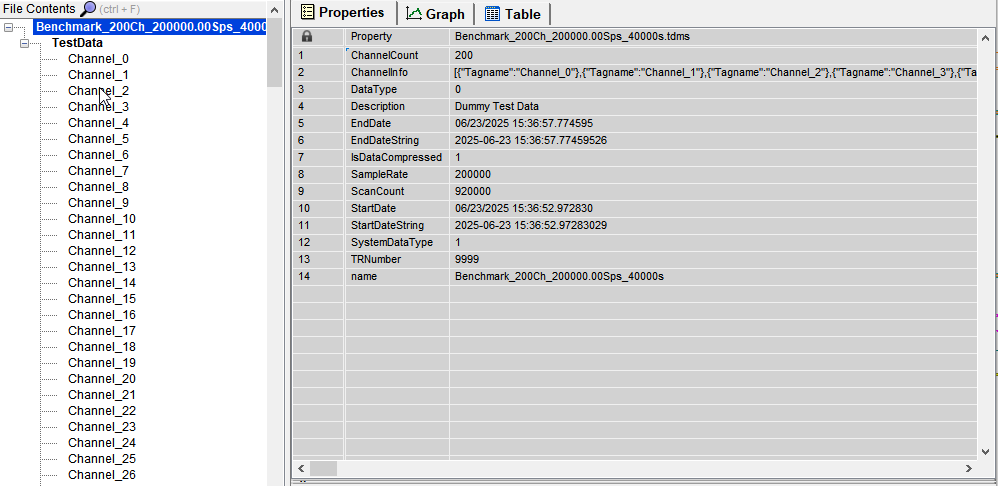 File Contents (ctrl + F)
Benchmark_200Ch_200000.00Sps_4000
TestData
Channel_0
Channel_1
Channel_2
Channel_3
Channel_4
Channel_5
Channel_6
Channel_7
Channel_8
Channel_9
Channel_10
Channel_11
Channel_12
Channel_13
Channel_14
Channel_15
Channel_16
Channel_17
Channel_18
Channel_19
Channel_20
Channel_21
Channel_22
Channel_23
Channel_24
Channel_25
Channel_26
Properties Graph Table
Property Benchmark_200Ch_200000.00Sps_40000s.tdms
1 ChannelCount 200
2 ChannelInfo [{"Tagname":"Channel_0"},{"Tagname":"Channel_1"},{"Tagname":"Channel_2"},{"Tagname":"Channel_3"},{"Ta
3 DataType 0
4 Description Dummy Test Data
5 EndDate 06/23/2025 15:36:57.774595
6 EndDateString 2025-06-23 15:36:57.77459526
7 IsDataCompressed 1
8 SampleRate 200000
9 ScanCount 920000
10 StartDate 06/23/2025 15:36:52.972830
11 StartDateString 2025-06-23 15:36:52.97283029
12 SystemDataType 1
13 TRNumber 9999
14 name Benchmark_200Ch_200000.00Sps_40000s